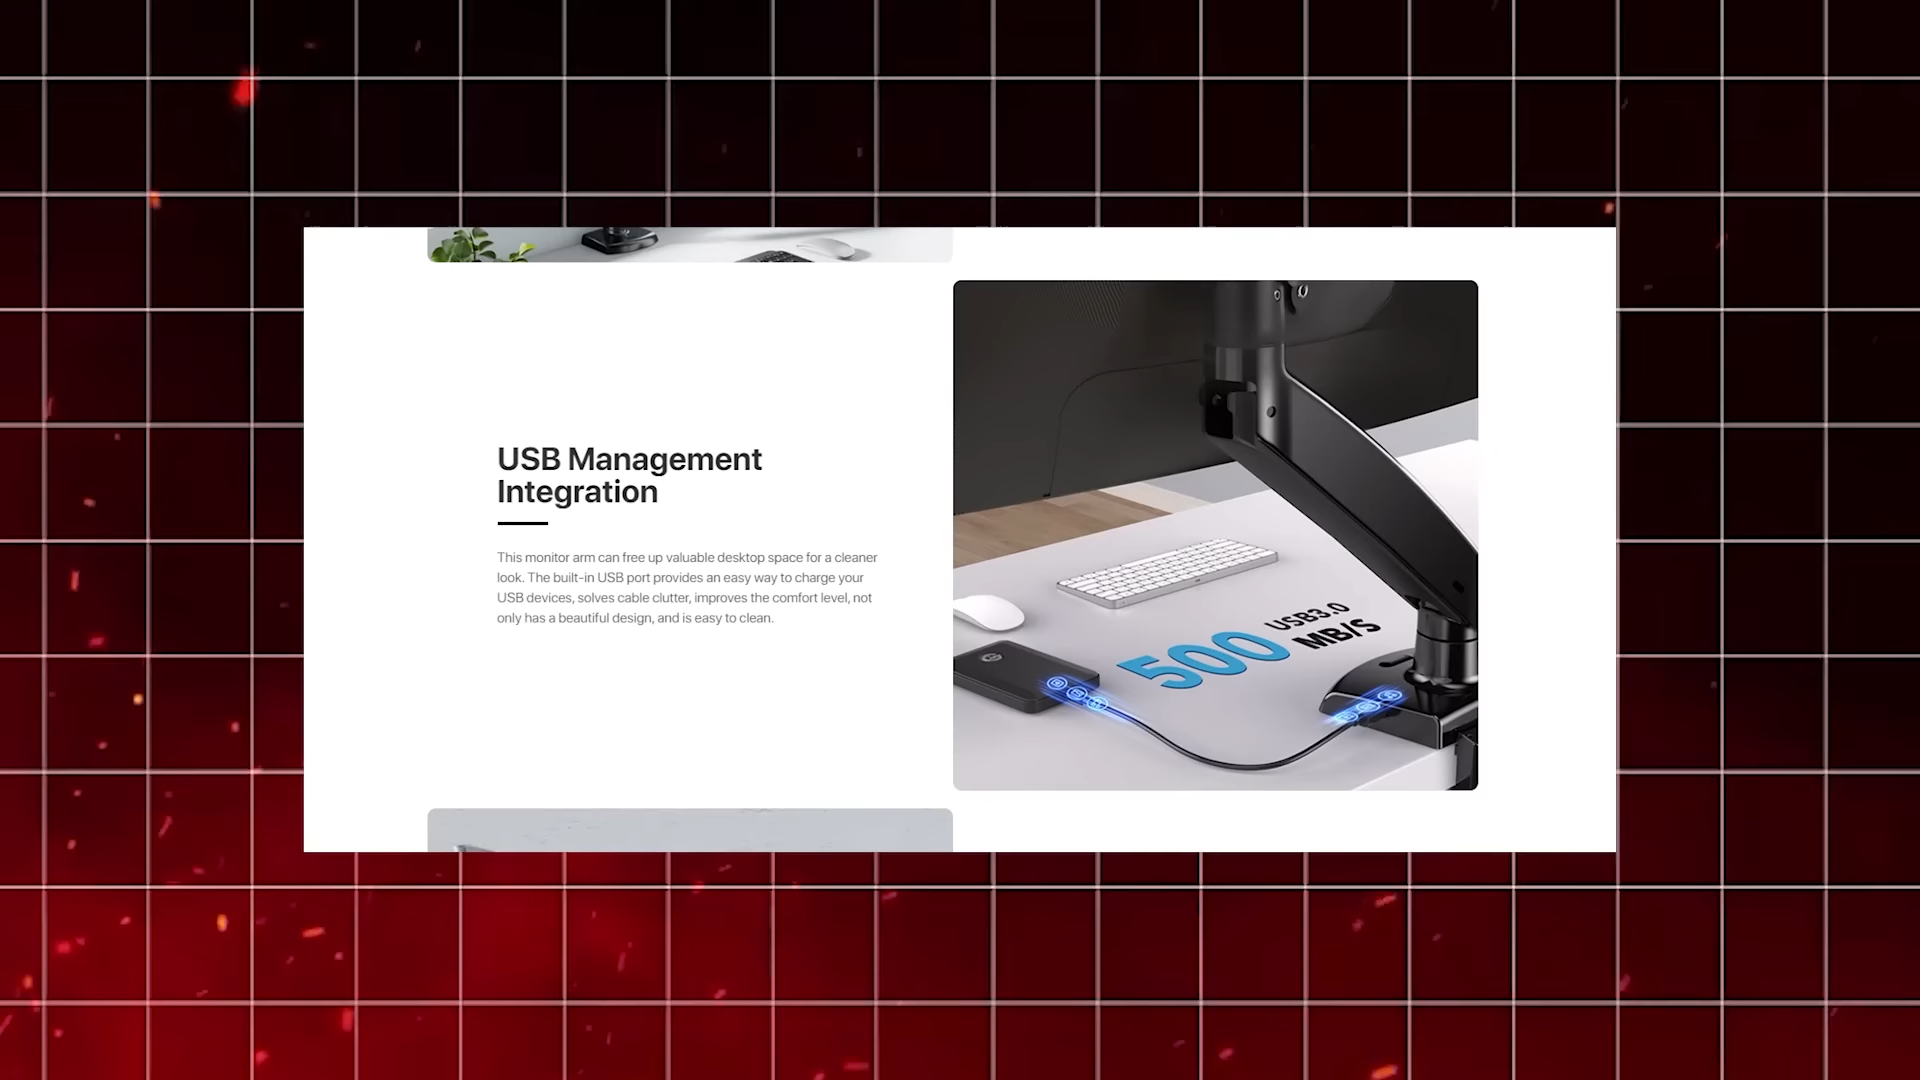 USB Management
Integration
This monitor arm can free up valuable desktop space for a cleaner
look. The built-in USB port provides an easy way to charge your
USB devices, solves cable clutter, improves the comfort level, not
only has a beautiful design, and is easy to clean.
500 USB3.0
MB/S